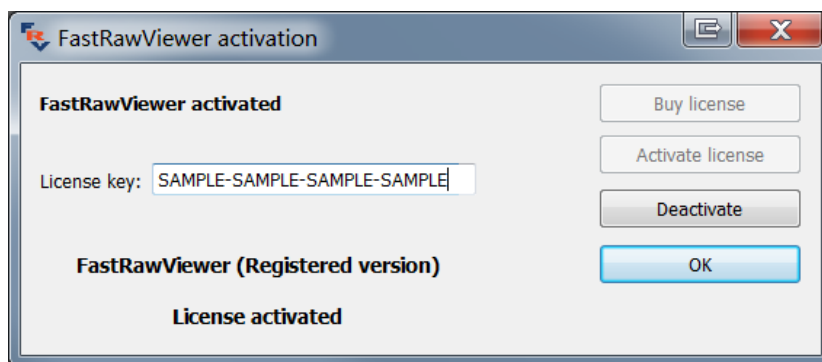 FastRawViewer activation
FastRawViewer activated
Buy license
Activate license
License key: SAMPLE-SAMPLE-SAMPLE-SAMPLE
Deactivate
FastRawViewer (Registered version)
OK
License activated